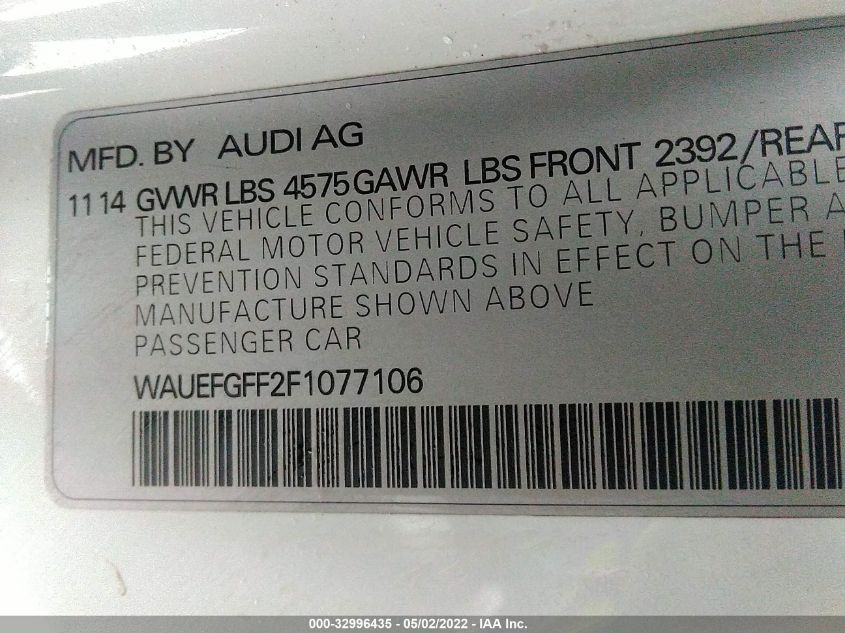 MFD. BY AUDI AG
11 14 GVWR LBS 4575 GAWR LBS FRONT 2392/REAR
THIS VEHICLE CONFORMS TO ALL APPLICABLE
FEDERAL MOTOR VEHICLE SAFETY, BUMPER A
PREVENTION STANDARDS IN EFFECT ON THE
MANUFACTURE SHOWN ABOVE
PASSENGER CAR
WAUEFGFF2F1077106
000-32996435 - 05/02/2022 - IAA Inc.